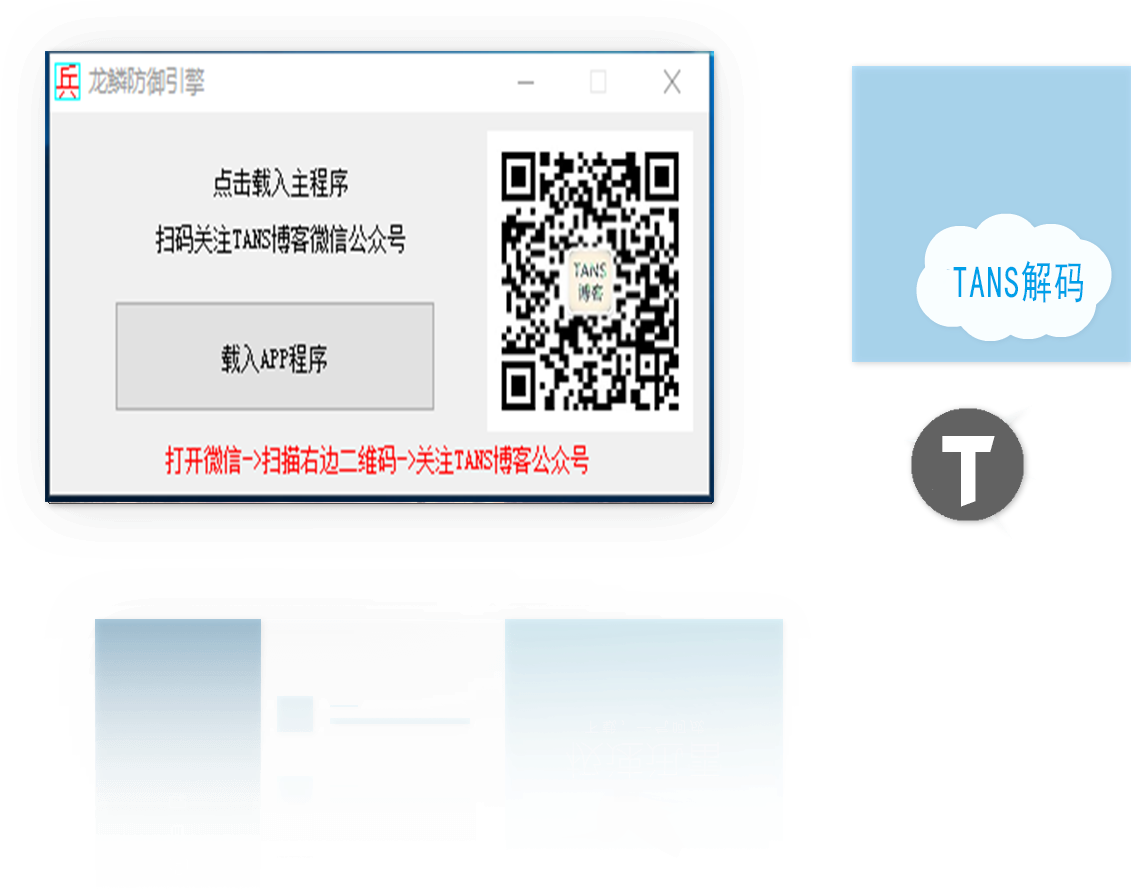 兵 龙鳞防御引擎
点击载入主程序
扫码关注TANS博客微信公众号
载入APP程序
TANS
博客
打开微信->扫描右边二维码->关注TANS博客公众号
TANS解码
T